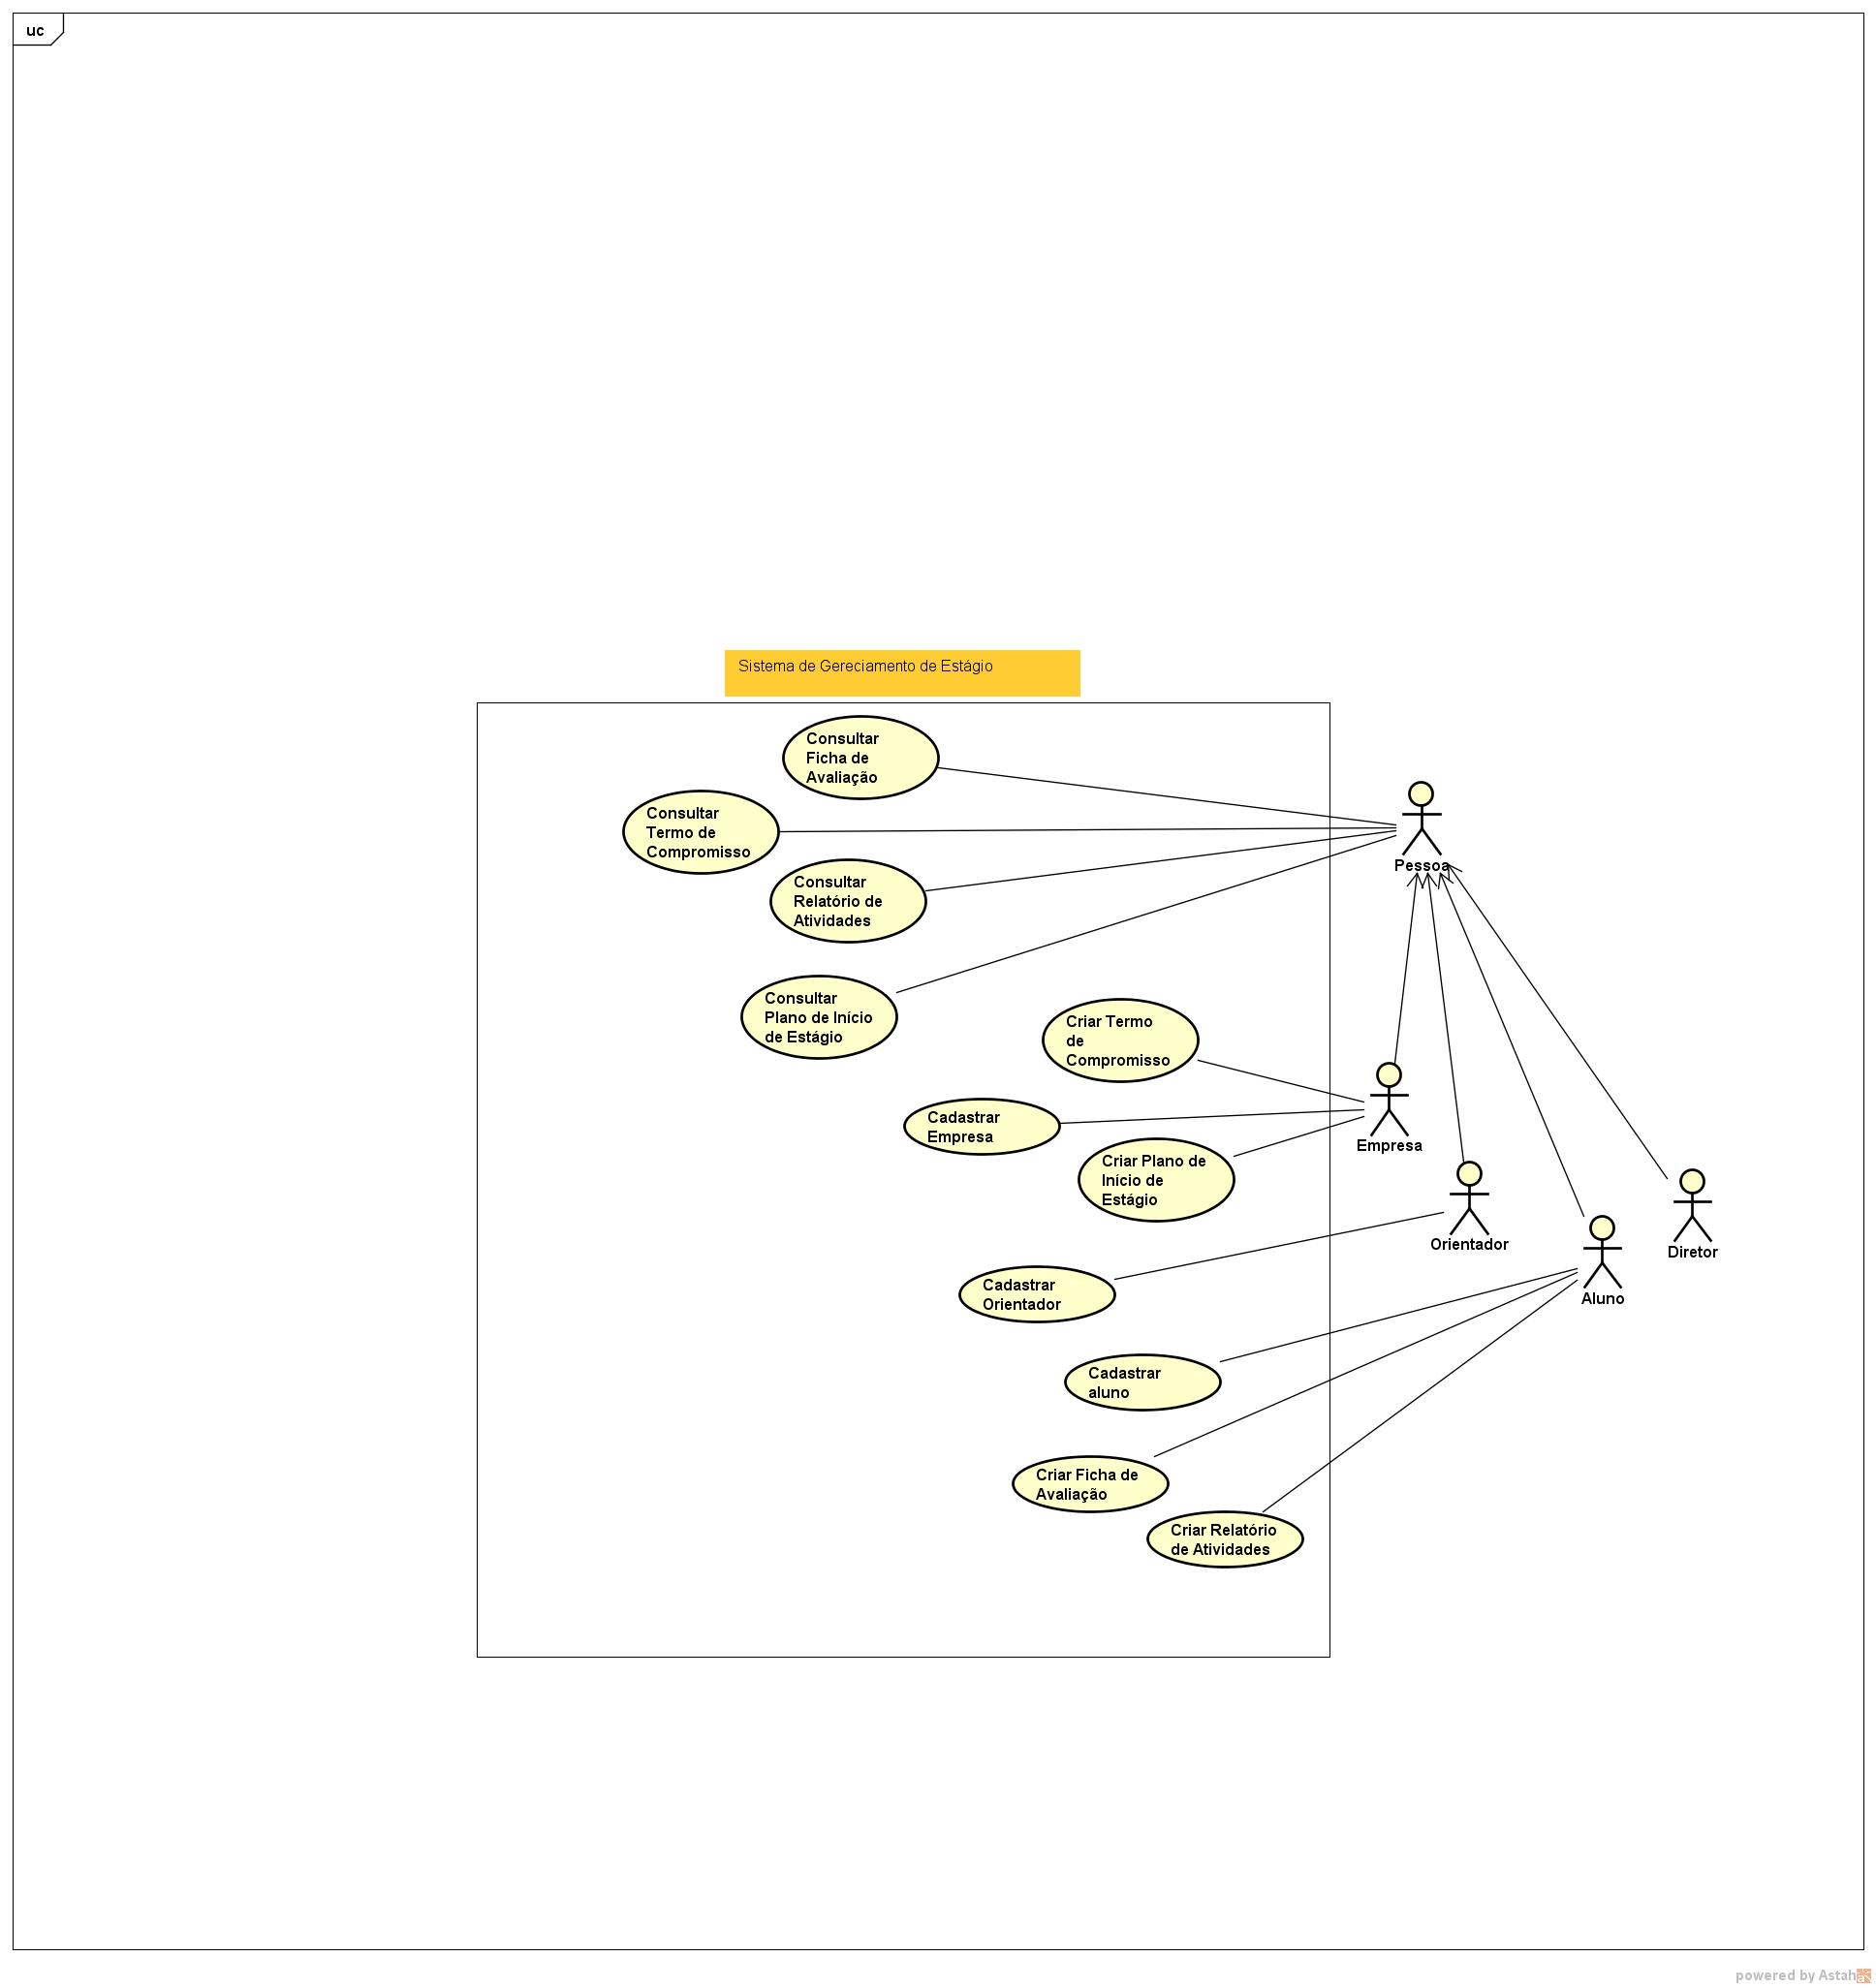 uc
Sistema de Gereciamento de Estágio
Consultar
Ficha de
Avaliação
Consultar
Termo de
Compromisso
Pessoa
Consultar
Relatório de
Atividades
Consultar
Plano de Início
de Estágio
Criar Termo
de
Compromisso
Cadastrar
Empresa
Empresa
Criar Plano de
Início de
Estágio
Orientador
Diretor
Cadastrar
Orientador
Aluno
Cadastrar
aluno
Criar Ficha de
Avaliação
Criar Relatório
de Atividades
powered by Astah